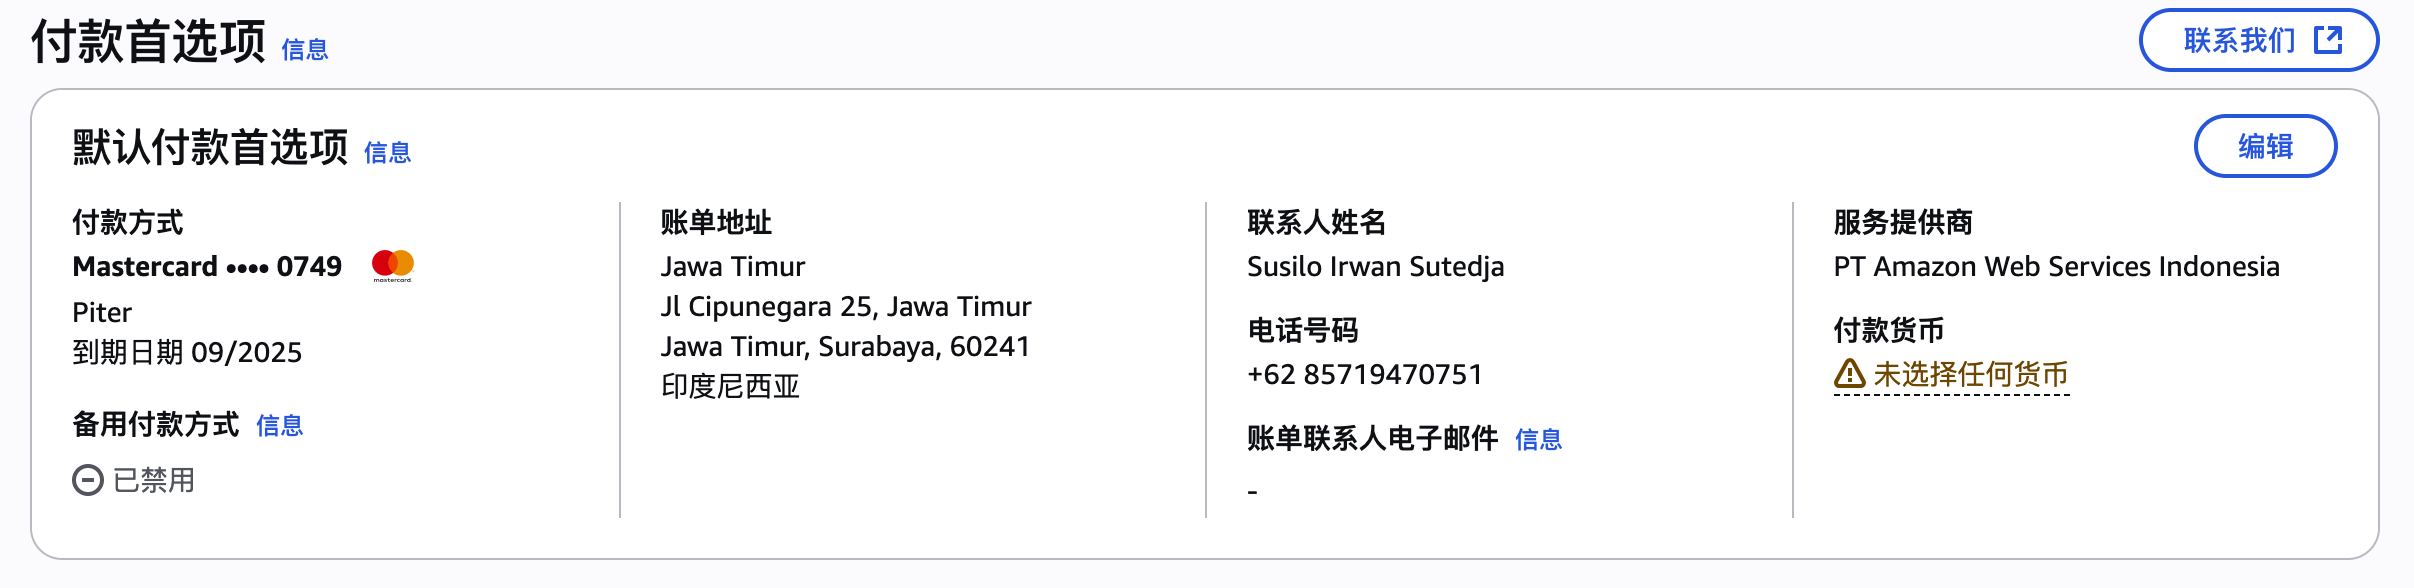 付款首选项 信息
联系我们
默认付款首选项 信息
编辑
付款方式
Mastercard •••• 0749
mastercard
Piter
到期日期 09/2025
备用付款方式 信息
已禁用
账单地址
Jawa Timur
Jl Cipunegara 25, Jawa Timur
Jawa Timur, Surabaya, 60241
印度尼西亚
联系人姓名
Susilo Irwan Sutedja
电话号码
+62 85719470751
账单联系人电子邮件 信息
-
服务提供商
PT Amazon Web Services Indonesia
付款货币
未选择任何货币